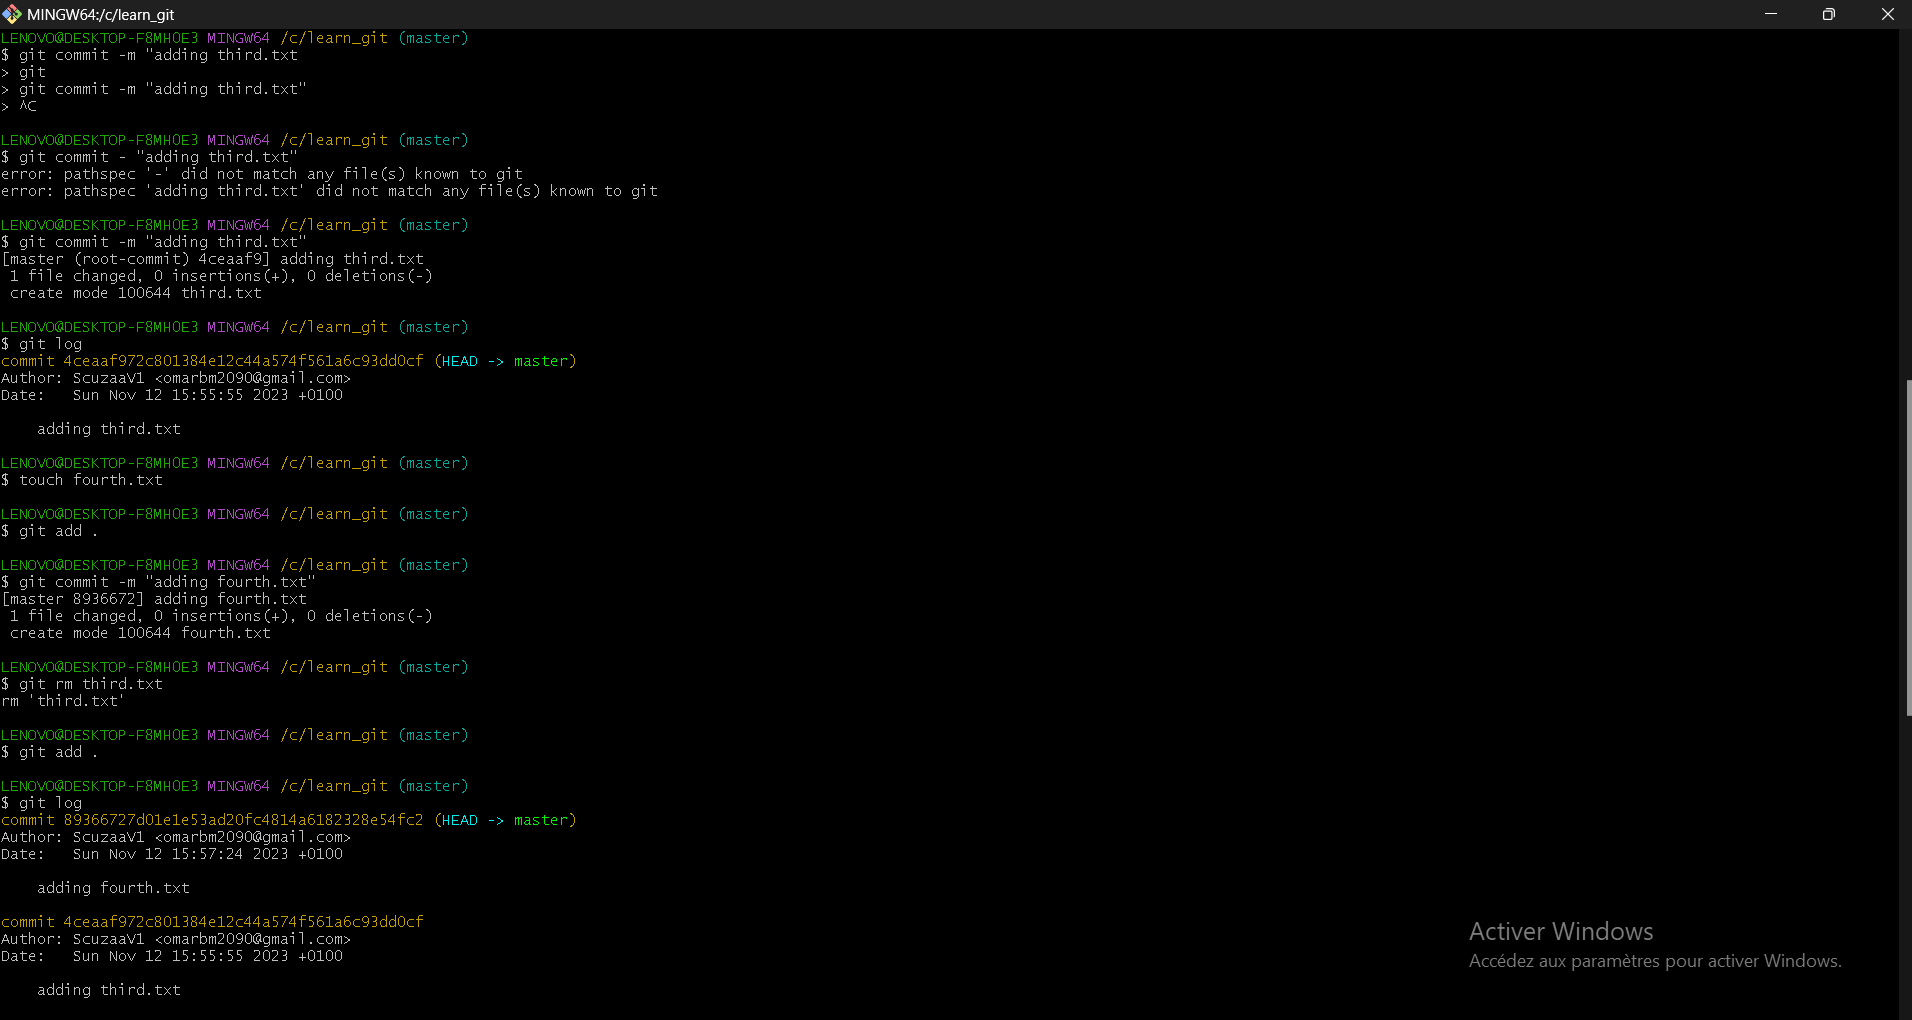 MINGW64:/c/learn_git
LENOVO@DESKTOP-F8MH0E3 MINGW64 /c/learn_git (master)
$ git commit -m "adding third.txt
> git
> git commit -m "adding third.txt"
> ^C
LENOVO@DESKTOP-F8MH0E3 MINGW64 /c/learn_git (master)
$ git commit - "adding third.txt"
error: pathspec '-' did not match any file(s) known to git
error: pathspec 'adding third.txt' did not match any file(s) known to git
LENOVO@DESKTOP-F8MH0E3 MINGW64 /c/learn_git (master)
$ git commit -m "adding third.txt"
[master (root-commit) 4ceaaf9] adding third.txt
1 file changed, 0 insertions(+), 0 deletions(-)
create mode 100644 third.txt
LENOVO@DESKTOP-F8MH0E3 MINGW64 /c/learn_git (master)
$ git log
commit 4ceaaf972c801384e12c44a574f561a6c93dd0cf (HEAD -> master)
Author: ScuzaaV1 <omarbm2090@gmail.com>
Date:   Sun Nov 12 15:55:55 2023 +0100
adding third.txt
LENOVO@DESKTOP-F8MH0E3 MINGW64 /c/learn_git (master)
$ touch fourth.txt
LENOVO@DESKTOP-F8MH0E3 MINGW64 /c/learn_git (master)
$ git add .
LENOVO@DESKTOP-F8MH0E3 MINGW64 /c/learn_git (master)
$ git commit -m "adding fourth.txt"
[master 8936672] adding fourth.txt
1 file changed, 0 insertions(+), 0 deletions(-)
create mode 100644 fourth.txt
LENOVO@DESKTOP-F8MH0E3 MINGW64 /c/learn_git (master)
$ git rm third.txt
rm 'third.txt'
LENOVO@DESKTOP-F8MH0E3 MINGW64 /c/learn_git (master)
$ git add .
LENOVO@DESKTOP-F8MH0E3 MINGW64 /c/learn_git (master)
$ git log
commit 89366727d01e1e53ad20fc4814a6182328e54fc2 (HEAD -> master)
Author: ScuzaaV1 <omarbm2090@gmail.com>
Date:   Sun Nov 12 15:57:24 2023 +0100
adding fourth.txt
commit 4ceaaf972c801384e12c44a574f561a6c93dd0cf
Author: ScuzaaV1 <omarbm2090@gmail.com>
Date:   Sun Nov 12 15:55:55 2023 +0100
adding third.txt
Activer Windows
Accédez aux paramètres pour activer Windows.